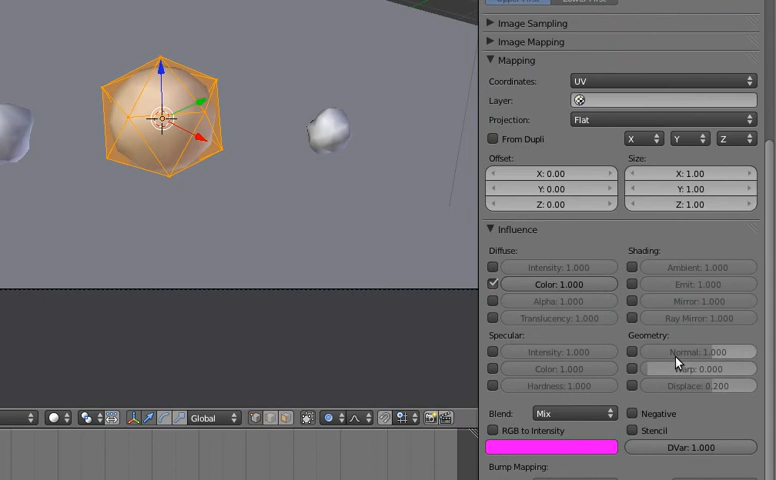 Image Sampling
Image Mapping
Mapping
Coordinates: UV
Layer:
Projection: Flat
From Dupli X Y Z
Offset: Size:
X: 0.00 X: 1.00
Y: 0.00 Y: 1.00
Z: 0.00 Z: 1.00
Influence
Diffuse: Shading:
Intensity: 1.000 Ambient: 1.000
Color: 1.000 Emit: 1.000
Alpha: 1.000 Mirror: 1.000
Translucency: 1.000 Ray Mirror: 1.000
Specular: Geometry:
Intensity: 1.000 Normal: 1.000
Color: 1.000 Warp: 0.000
Hardness: 1.000 Displace: 0.200
Blend: Mix Negative
RGB to Intensity Stencil
Global DVar: 1.000
Bump Mapping: